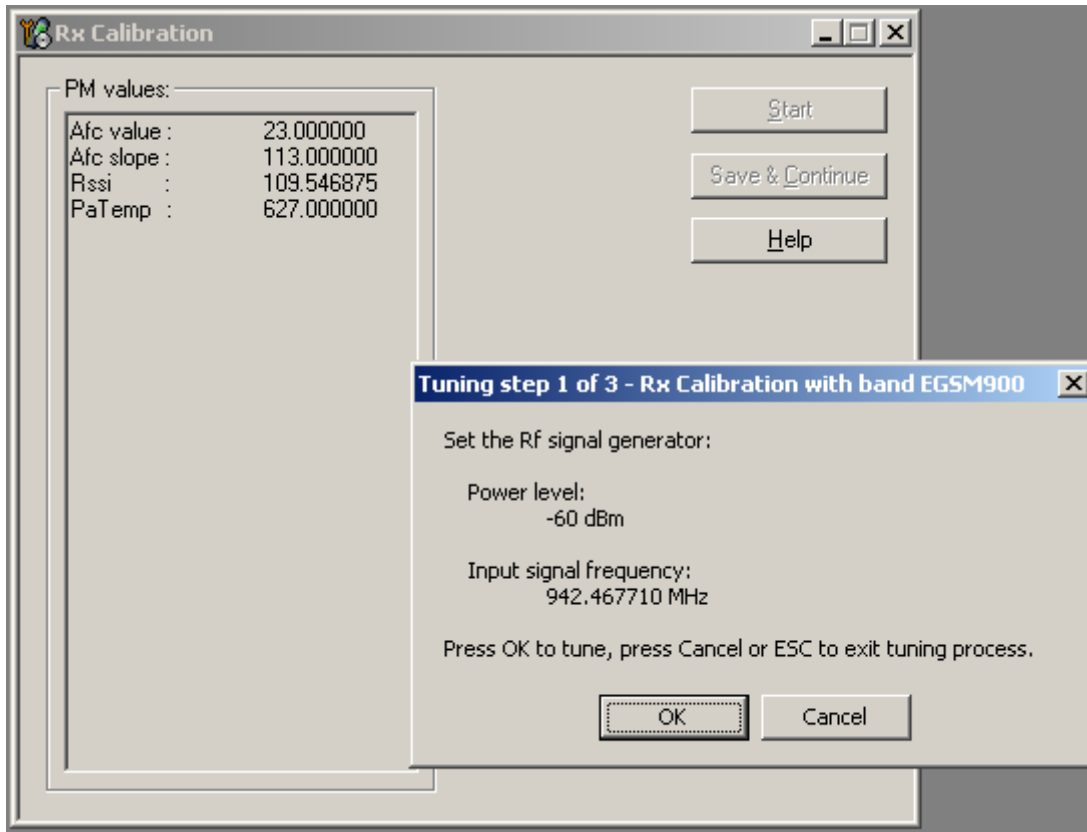 Rx Calibration
PM values:
Afc value : 23.000000
Afc slope : 113.000000
Rssi : 109.546875
PaTemp : 627.000000
Start
Save & Continue
Help
Tuning step 1 of 3 - Rx Calibration with band EGSM900
Set the Rf signal generator:
Power level:
-60 dBm
Input signal frequency:
942.467710 MHz
Press OK to tune, press Cancel or ESC to exit tuning process.
OK
Cancel